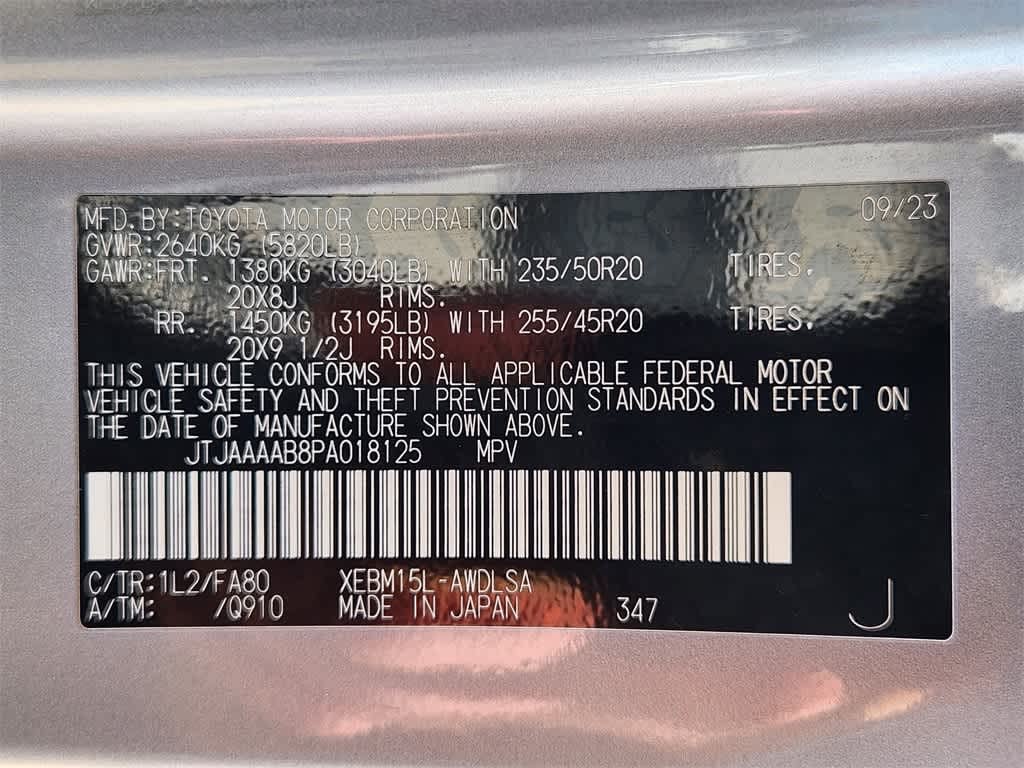 MFD.BY:TOYOTA MOTOR CORPORATION 09/23
GVWR:2640KG (5820LB)
GAWR:FRT. 1380KG (3040LB) WITH 235/50R20 TIRES.
20X8J RIMS.
RR. 1450KG (3195LB) WITH 255/45R20 TIRES.
20X9 1/2J RIMS.
THIS VEHICLE CONFORMS TO ALL APPLICABLE FEDERAL MOTOR
VEHICLE SAFETY AND THEFT PREVENTION STANDARDS IN EFFECT ON
THE DATE OF MANUFACTURE SHOWN ABOVE.
JTJAAAAB8PA018125 MPV
C/TR:1L2/FA80 XEBM15L-AWDLSA
A/TM: /Q910 MADE IN JAPAN 347 J